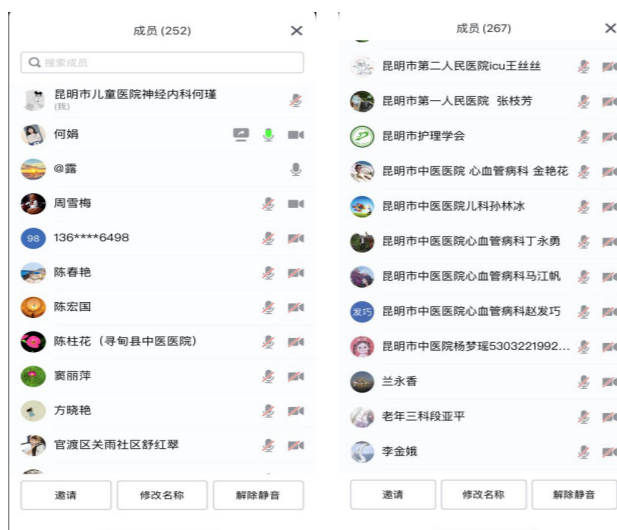 成员 (252)
搜索成员
昆明市儿童医院神经内科何瑾
(我)
何娟
@露
周雪梅
98
136****6498
陈春艳
陈宏国
陈柱花（寻甸县中医医院）
窦丽萍
方晓艳
官渡区关雨社区舒红翠
邀请
修改名称
解除静音
成员 (267)
昆明市第二人民医院icu王丝丝
昆明市第一人民医院 张枝芳
昆明市护理学会
昆明市中医医院 心血管病科 金艳花
昆明市中医医院儿科孙林冰
昆明市中医医院心血管病科丁永勇
昆明市中医医院心血管病科马江帆
发巧
昆明市中医医院心血管病科赵发巧
昆明市中医院杨梦瑶5303221992...
兰永香
老年三科段亚平
李金娥
邀请
修改名称
解除静音